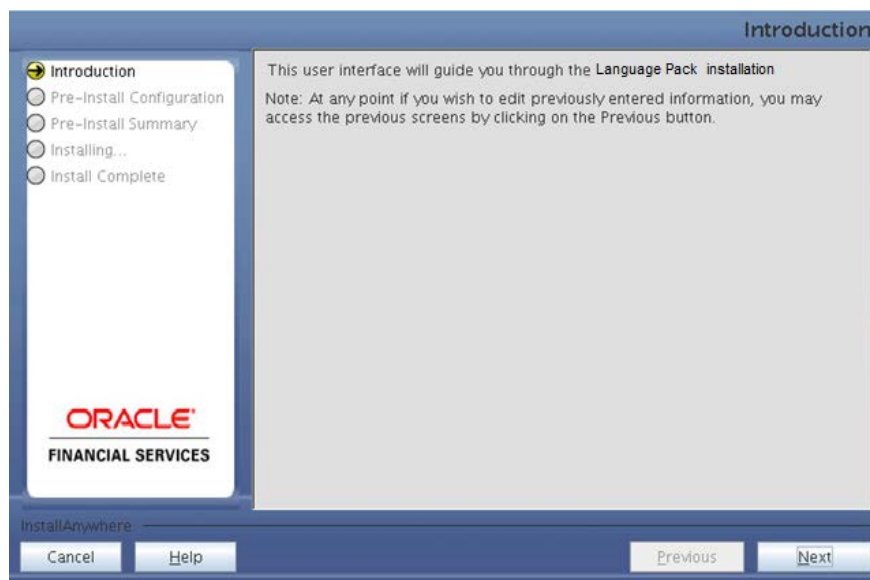 Introduction
Introduction
Pre-Install Configuration
Pre-Install Summary
Installing...
Install Complete
This user interface will guide you through the Language Pack installation
Note: At any point if you wish to edit previously entered information, you may
access the previous screens by clicking on the Previous button.
ORACLE'
FINANCIAL SERVICES
InstallAnywhere
Cancel
Help
Previous
Next